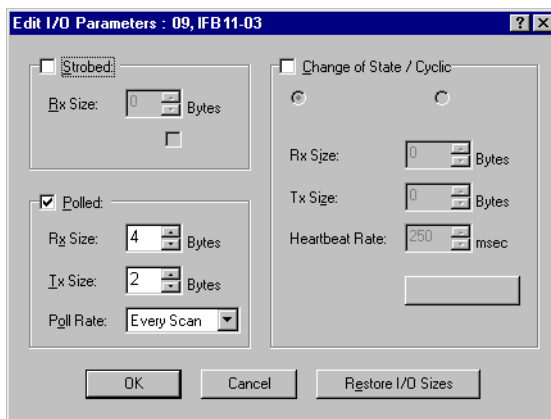 Edit I/O Parameters : 09, IFB11-03
Strobed:
Rx Size: 0 Bytes
Polled:
Rx Size: 4 Bytes
Tx Size: 2 Bytes
Poll Rate: Every Scan
Change of State / Cyclic
Rx Size: 0 Bytes
Tx Size: 0 Bytes
Heartbeat Rate: 250 msec
OK Cancel Restore I/O Sizes